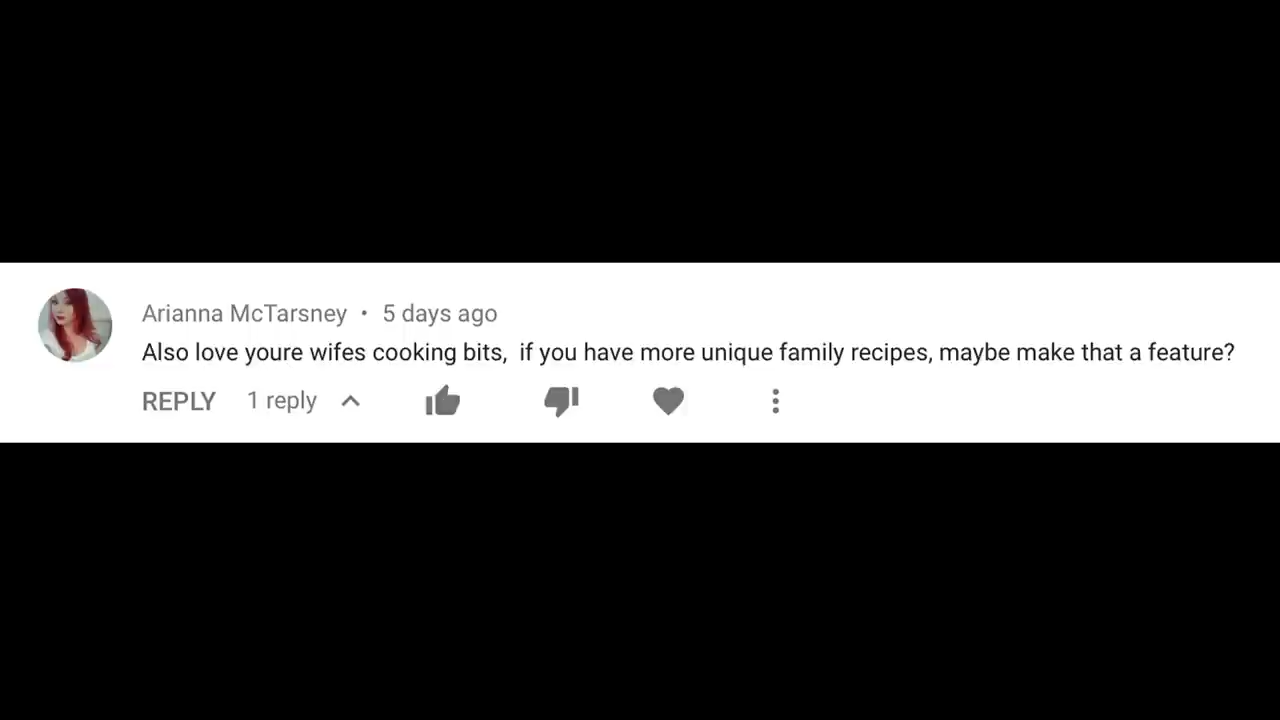 Arianna McTarsney • 5 days ago
Also love youre wifes cooking bits,  if you have more unique family recipes, maybe make that a feature?
REPLY 1 reply